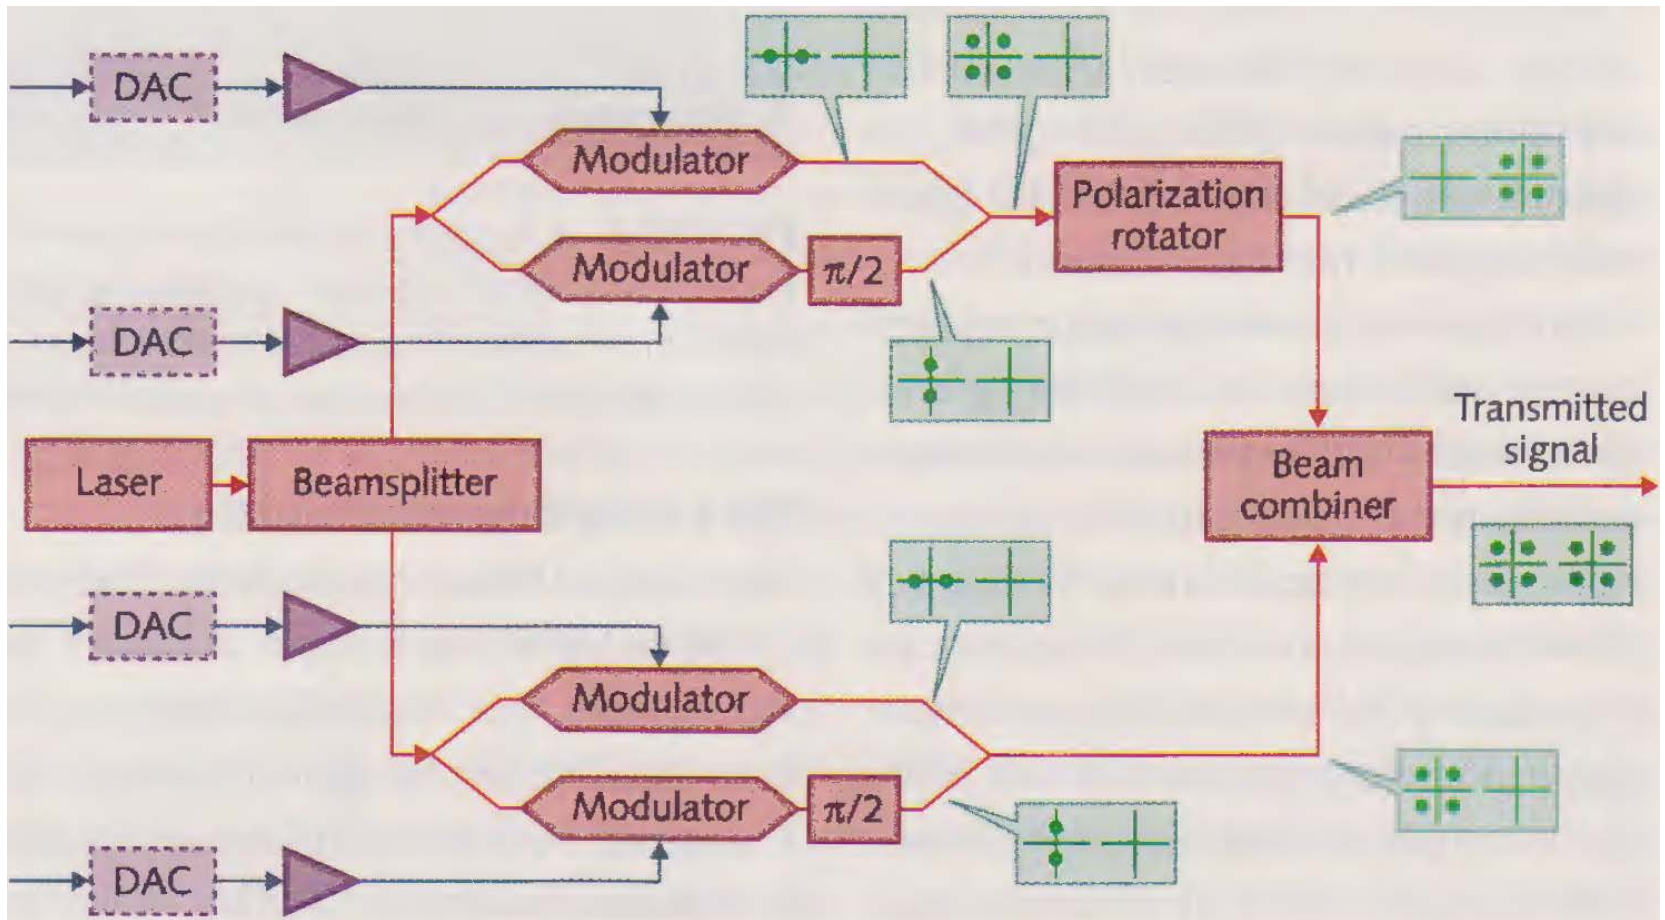 DAC
Modulator
Polarization
rotator
Modulator
π/2
DAC
Transmitted
signal
Laser
Beamsplitter
Beam
combiner
DAC
Modulator
Modulator
π/2
DAC